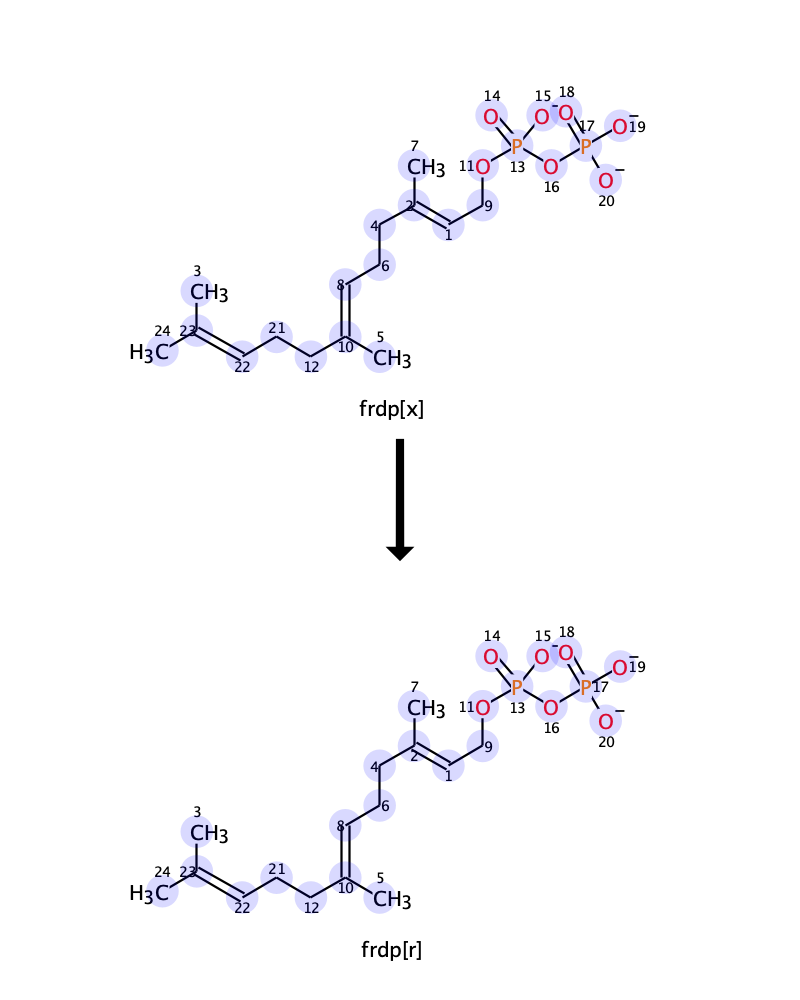 14 15 18
O O - O 17 O - 19
7 P P
CH3 11 O 13 O O -
2 9 16 20
4 1
6
3 8
CH3
24 23 21 5
H3C 10 CH3
22 12
frdp[x]
14 15 18
O O - O O - 19
7 P P 17
CH3 11 O 13 O O -
2 9 16 20
4 1
6
3 8
CH3
24 23 21 5
H3C 10 CH3
22 12
frdp[r]